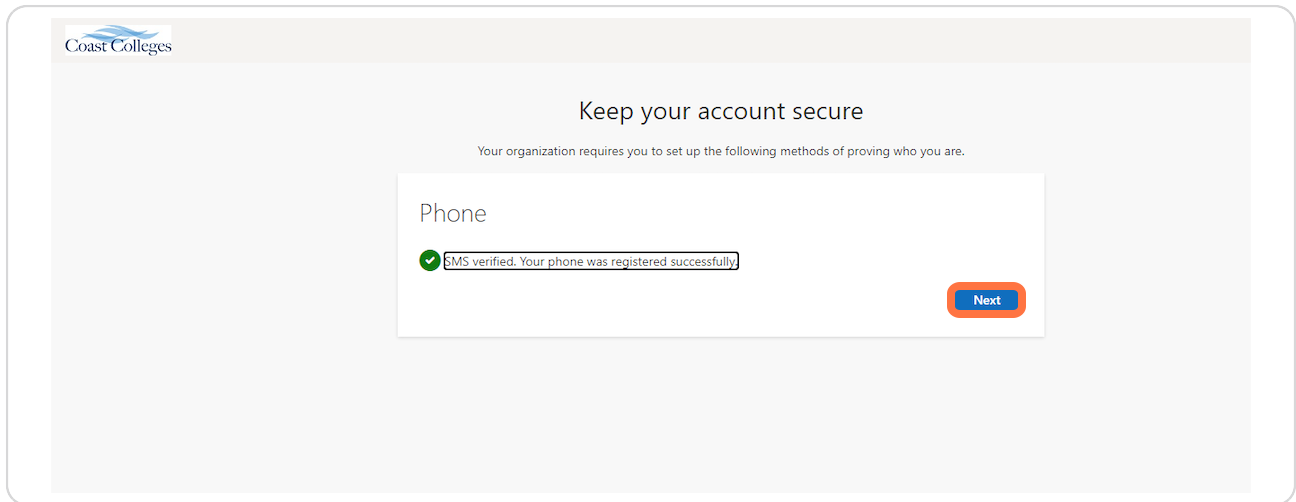 Coast Colleges
Keep your account secure
Your organization requires you to set up the following methods of proving who you are.
Phone
SMS verified. Your phone was registered successfully.
Next